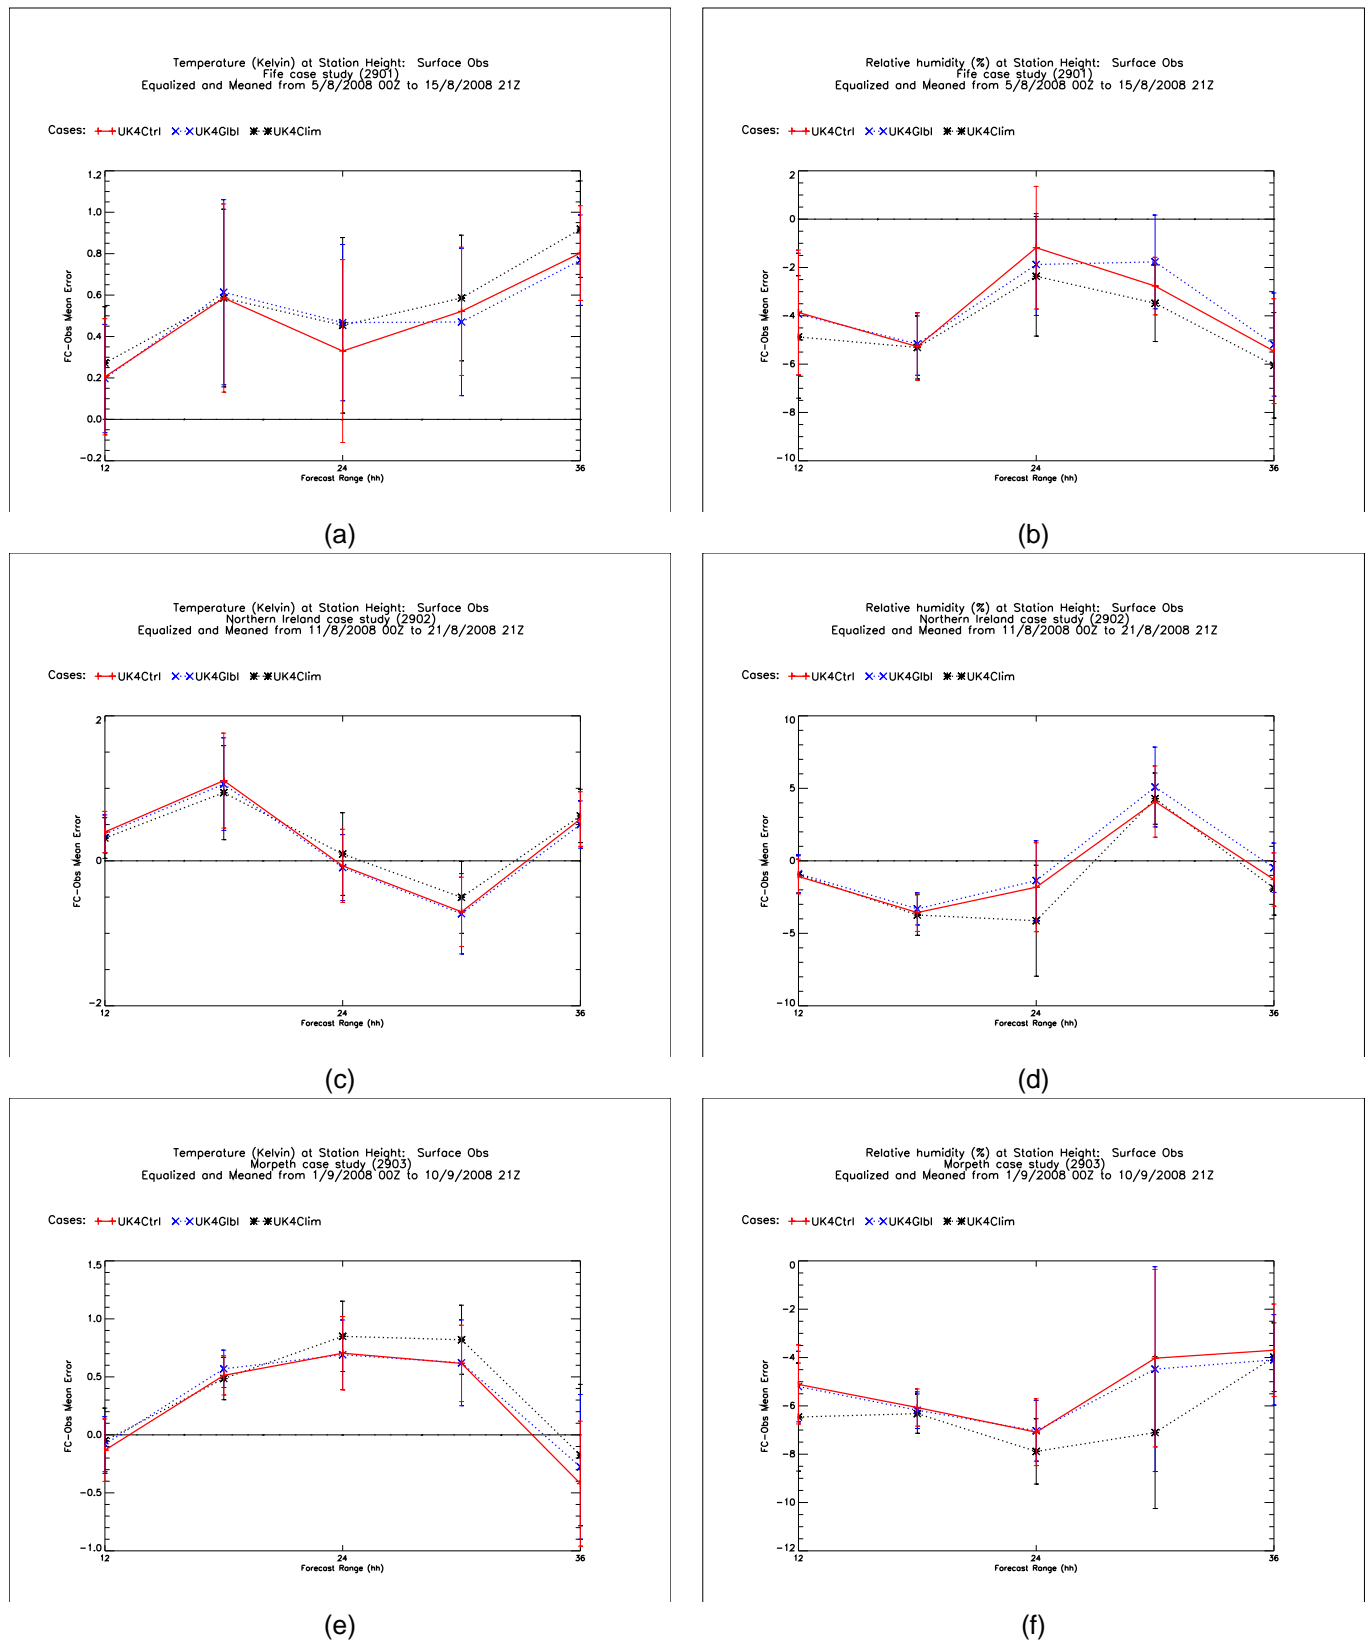 Temperature (Kelvin) at Station Height: Surface Obs
Fife case study (2901)
Equalized and Meaned from 5/8/2008 00Z to 15/8/2008 21Z
Cases: UK4Ctrl UK4Glbl UK4Clim
1.2
1.0
0.8
0.6
0.4
0.2
0.0
-0.2
FC-Obs Mean Error
12 24 36
Forecast Range (hh)
(a)
Relative humidity (%) at Station Height: Surface Obs
Fife case study (2901)
Equalized and Meaned from 5/8/2008 00Z to 15/8/2008 21Z
Cases: UK4Ctrl UK4Glbl UK4Clim
2
0
-2
-4
-6
-8
-10
FC-Obs Mean Error
12 24 36
Forecast Range (hh)
(b)
Temperature (Kelvin) at Station Height: Surface Obs
Northern Ireland case study (2902)
Equalized and Meaned from 11/8/2008 00Z to 21/8/2008 21Z
Cases: UK4Ctrl UK4Glbl UK4Clim
2
1
0
-1
-2
FC-Obs Mean Error
12 24 36
Forecast Range (hh)
(c)
Relative humidity (%) at Station Height: Surface Obs
Northern Ireland case study (2902)
Equalized and Meaned from 11/8/2008 00Z to 21/8/2008 21Z
Cases: UK4Ctrl UK4Glbl UK4Clim
10
5
0
-5
-10
FC-Obs Mean Error
12 24 36
Forecast Range (hh)
(d)
Temperature (Kelvin) at Station Height: Surface Obs
Morpeth case study (2903)
Equalized and Meaned from 1/9/2008 00Z to 10/9/2008 21Z
Cases: UK4Ctrl UK4Glbl UK4Clim
1.5
1.0
0.5
0.0
-0.5
-1.0
FC-Obs Mean Error
12 24 36
Forecast Range (hh)
(e)
Relative humidity (%) at Station Height: Surface Obs
Morpeth case study (2903)
Equalized and Meaned from 1/9/2008 00Z to 10/9/2008 21Z
Cases: UK4Ctrl UK4Glbl UK4Clim
0
-2
-4
-6
-8
-10
-12
FC-Obs Mean Error
12 24 36
Forecast Range (hh)
(f)